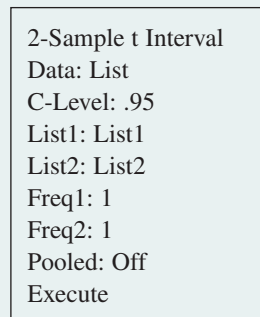 2-Sample t Interval
Data: List
C-Level: .95
List1: List1
List2: List2
Freq1: 1
Freq2: 1
Pooled: Off
Execute